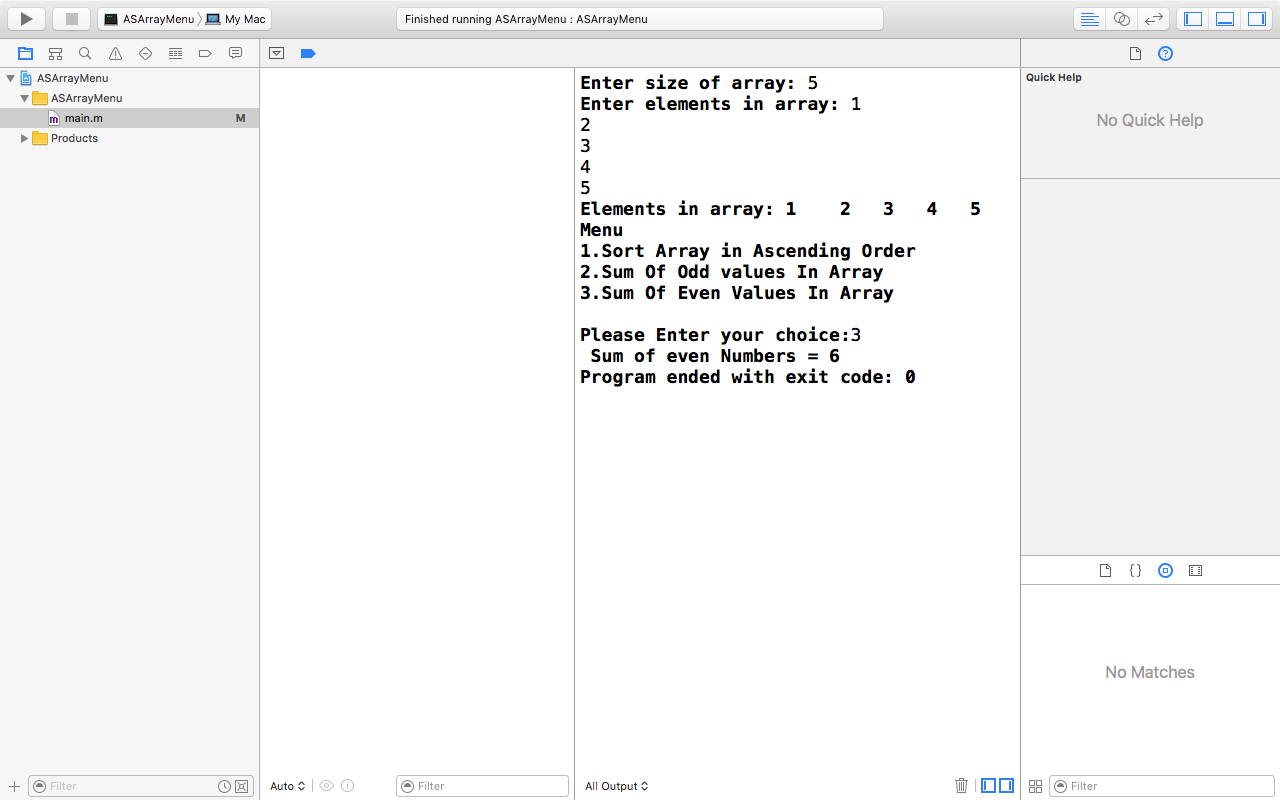 ASArrayMenu My Mac
Finished running ASArrayMenu : ASArrayMenu
ASArrayMenu
ASArrayMenu
m main.m M
Products
Filter
Auto
Filter
Enter size of array: 5
Enter elements in array: 1
2
3
4
5
Elements in array: 1    2   3   4   5
Menu
1.Sort Array in Ascending Order
2.Sum Of Odd values In Array
3.Sum Of Even Values In Array
Please Enter your choice:3
Sum of even Numbers = 6
Program ended with exit code: 0
All Output
Quick Help
No Quick Help
No Matches
Filter